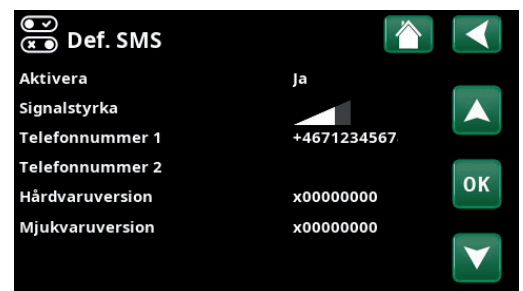 Def. SMS
Aktivera Ja
Signalstyrka
Telefonnummer 1 +4671234567
Telefonnummer 2
Hårdvaruversion x00000000
OK
Mjukvaruversion x00000000